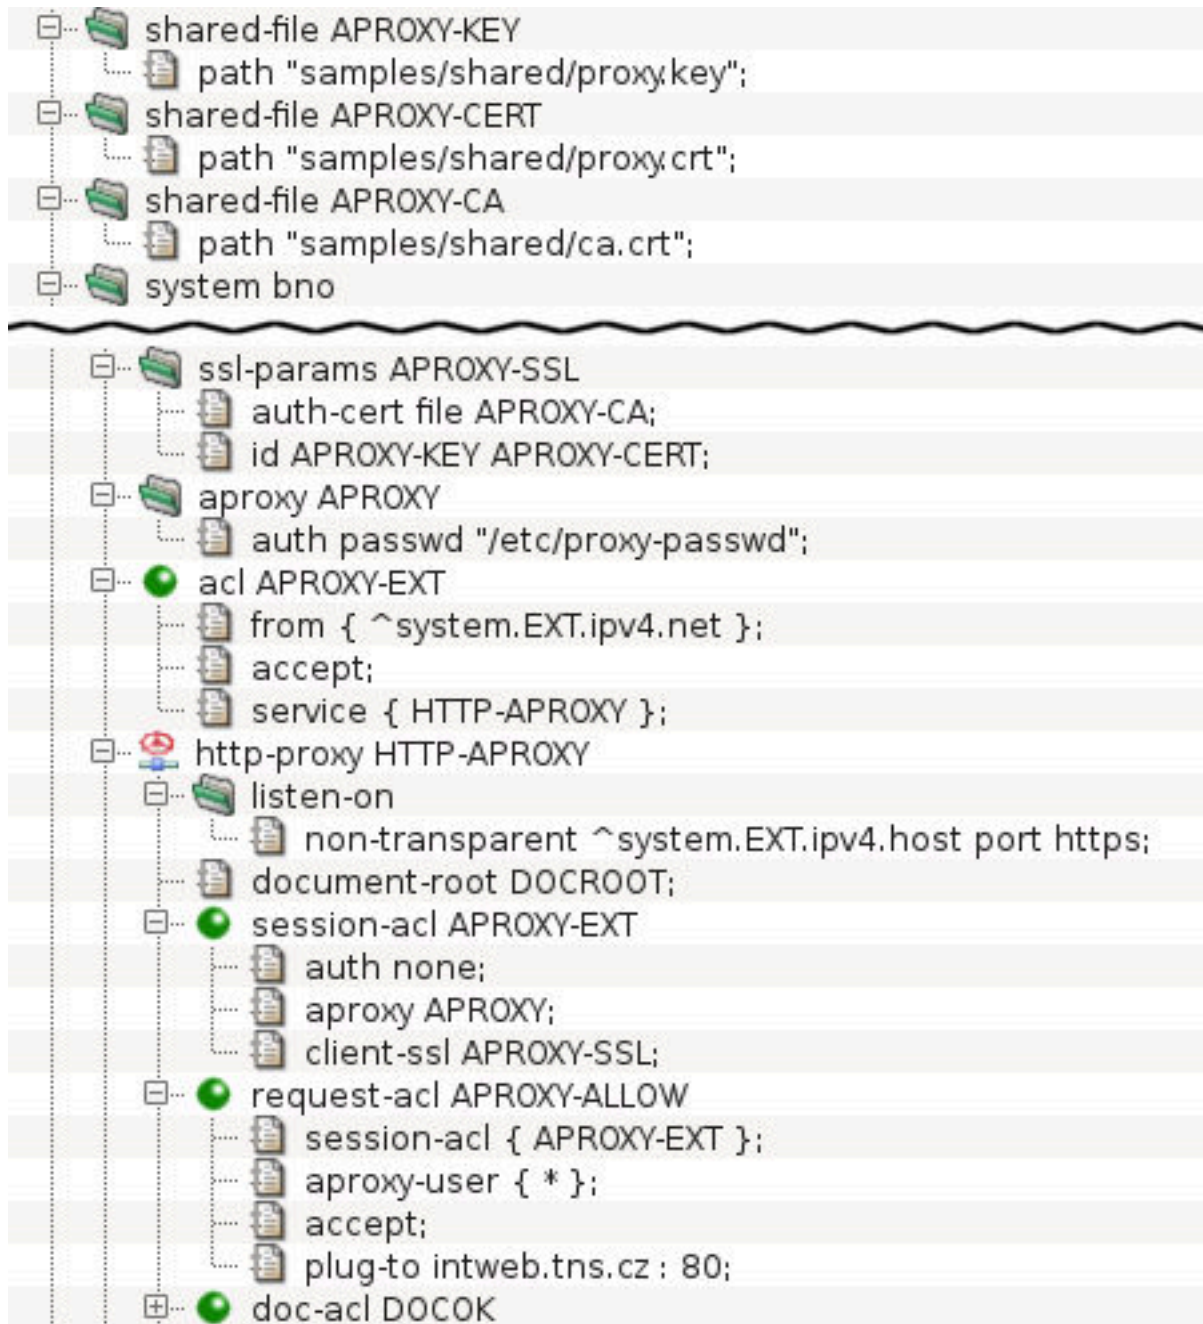 shared-file APROXY-KEY
path "samples/shared/proxy.key";
shared-file APROXY-CERT
path "samples/shared/proxy.crt";
shared-file APROXY-CA
path "samples/shared/ca.crt";
system bno
ssl-params APROXY-SSL
auth-cert file APROXY-CA;
id APROXY-KEY APROXY-CERT;
aproxy APROXY
auth passwd "/etc/proxy-passwd";
acl APROXY-EXT
from { ^system.EXT.ipv4.net };
accept;
service { HTTP-APROXY };
http-proxy HTTP-APROXY
listen-on
non-transparent ^system.EXT.ipv4.host port https;
document-root DOCROOT;
session-acl APROXY-EXT
auth none;
aproxy APROXY;
client-ssl APROXY-SSL;
request-acl APROXY-ALLOW
session-acl { APROXY-EXT };
aproxy-user { * };
accept;
plug-to intweb.tns.cz : 80;
doc-acl DOCOK